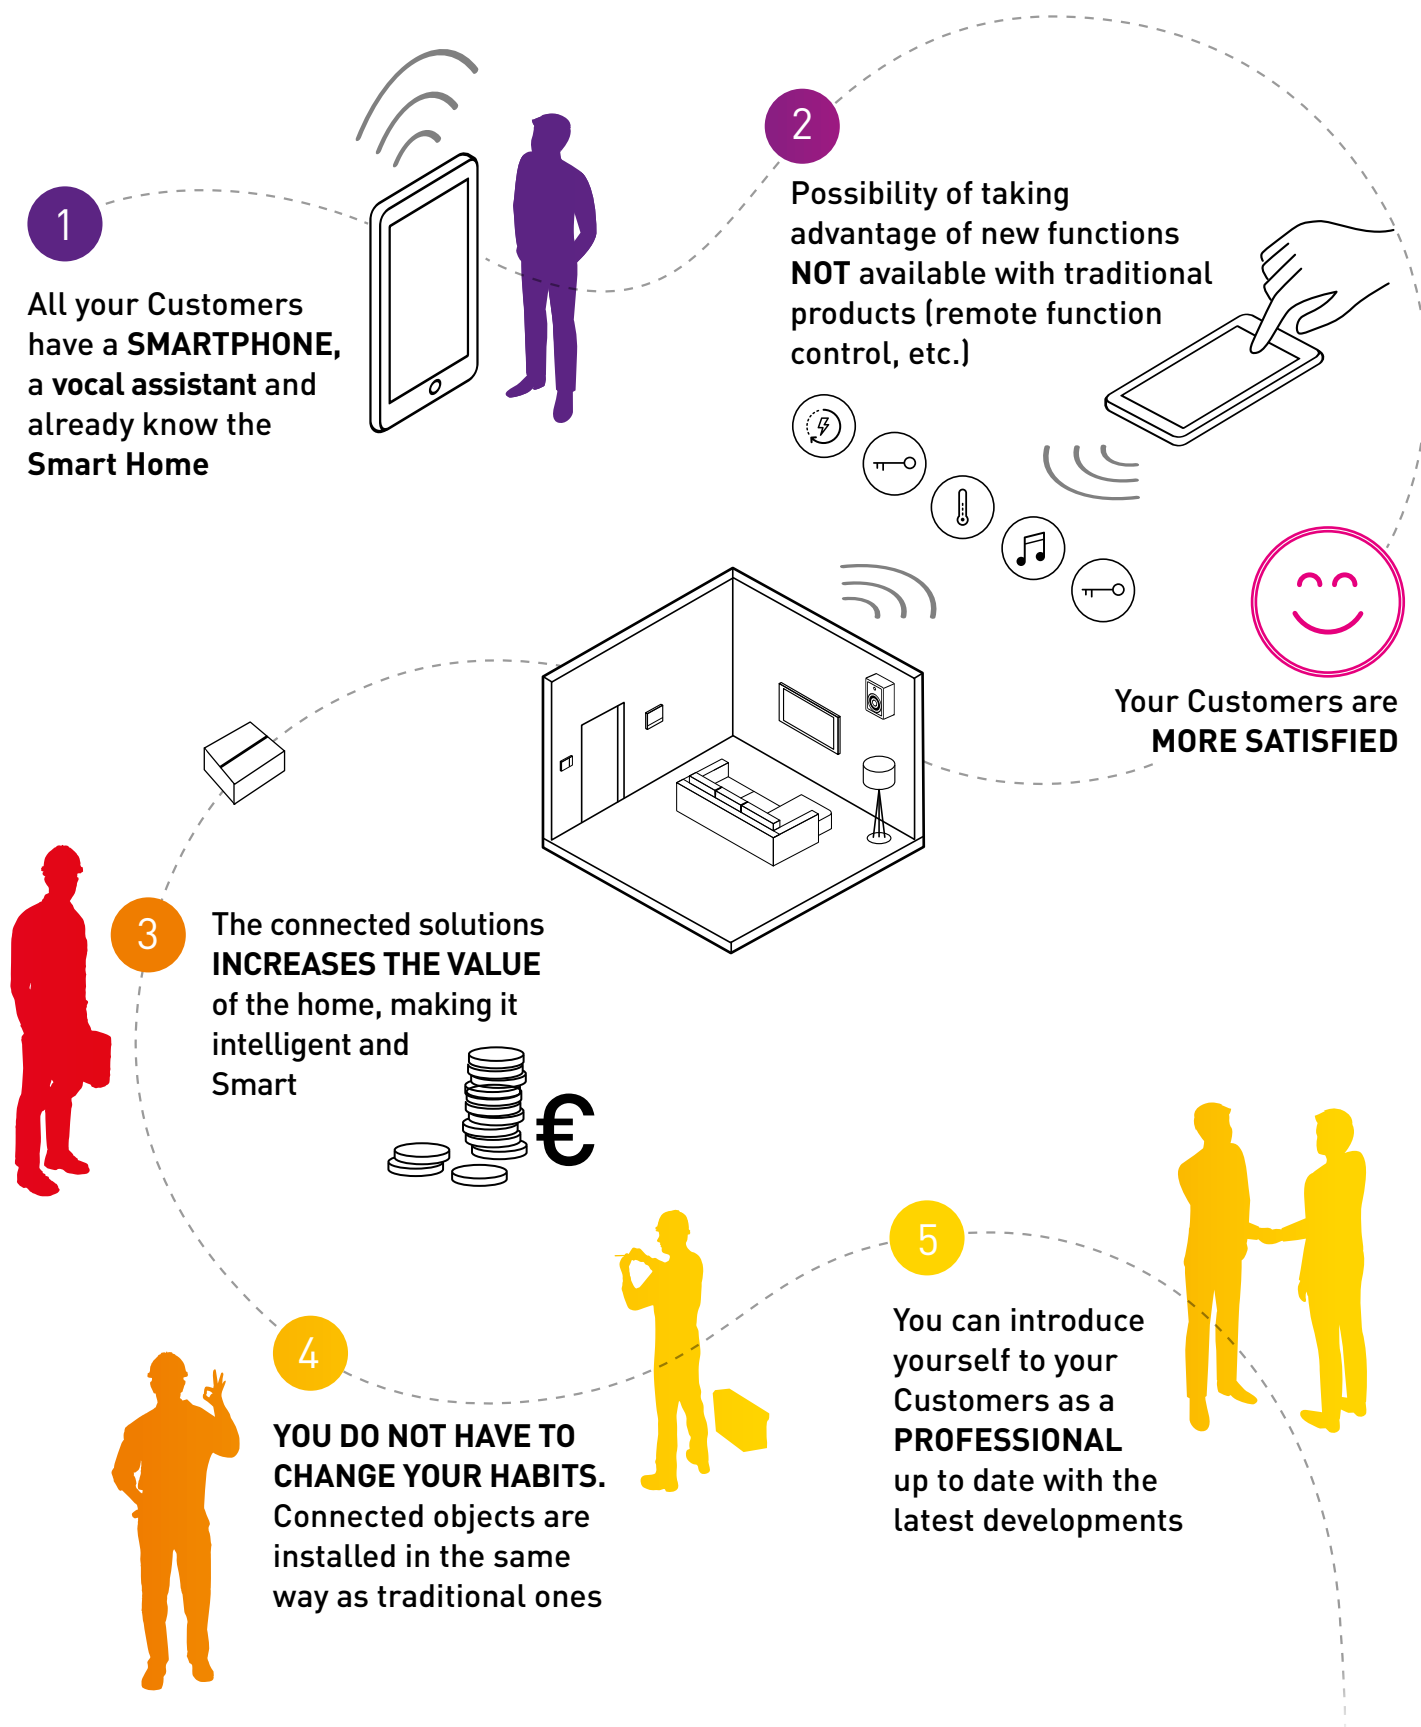 1
All your Customers
have a SMARTPHONE,
a vocal assistant and
already know the
Smart Home
2
Possibility of taking
advantage of new functions
NOT available with traditional
products (remote function
control, etc.)
Your Customers are
MORE SATISFIED
3
The connected solutions
INCREASES THE VALUE
of the home, making it
intelligent and
Smart
€
4
YOU DO NOT HAVE TO
CHANGE YOUR HABITS.
Connected objects are
installed in the same
way as traditional ones
5
You can introduce
yourself to your
Customers as a
PROFESSIONAL
up to date with the
latest developments